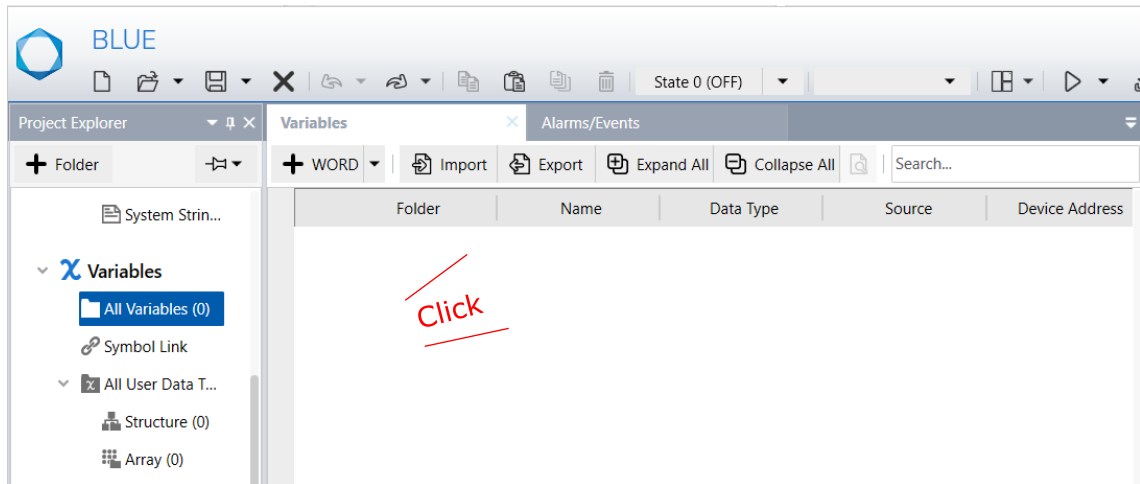 BLUE
State 0 (OFF)
Project Explorer
Variables
Alarms/Events
Folder
WORD
Import
Export
Expand All
Collapse All
Search...
System Strin...
Folder
Name
Data Type
Source
Device Address
Variables
All Variables (0)
Click
Symbol Link
All User Data T...
Structure (0)
Array (0)